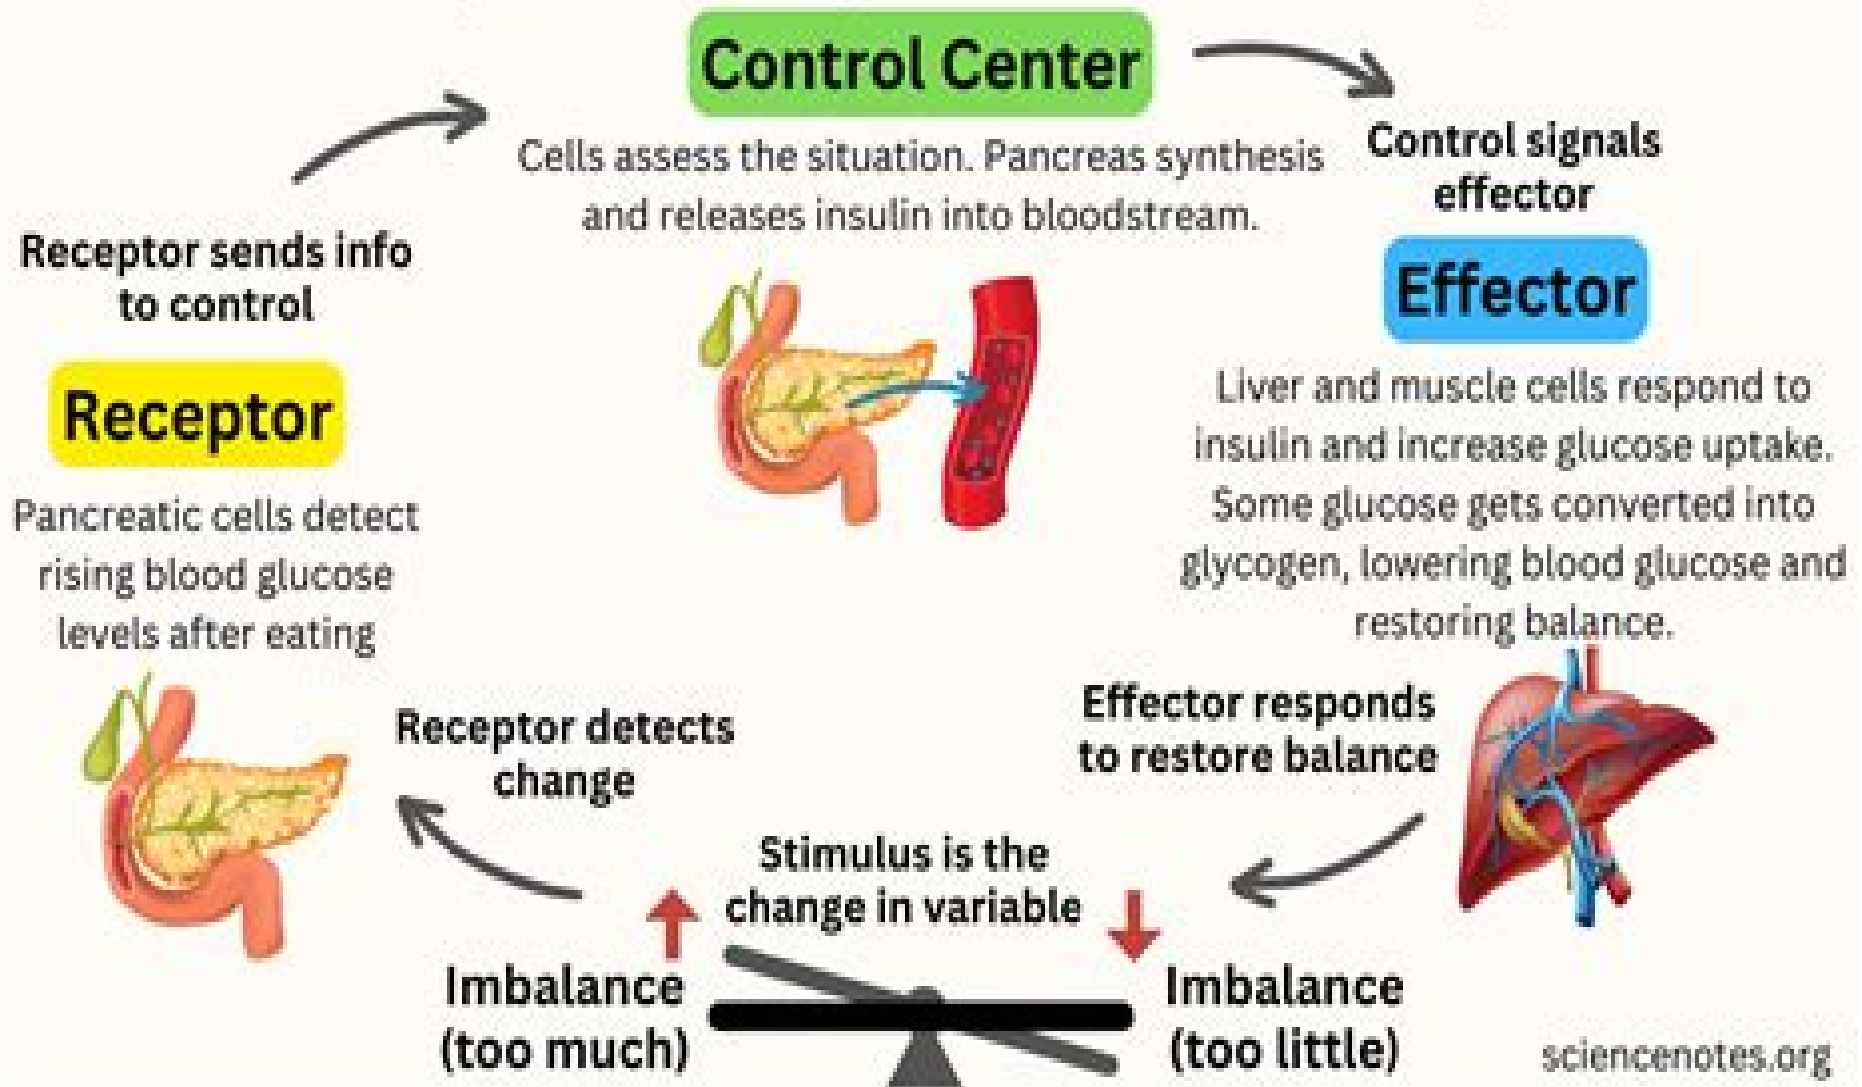 Control Center
Cells assess the situation. Pancreas synthesis
and releases insulin into bloodstream.
Control signals
effector
Effector
Liver and muscle cells respond to
insulin and increase glucose uptake.
Some glucose gets converted into
glycogen, lowering blood glucose and
restoring balance.
Receptor sends info
to control
Receptor
Pancreatic cells detect
rising blood glucose
levels after eating
Receptor detects
change
Effector responds
to restore balance
Stimulus is the
change in variable
Imbalance
(too much)
Imbalance
(too little)
sciencenotes.org